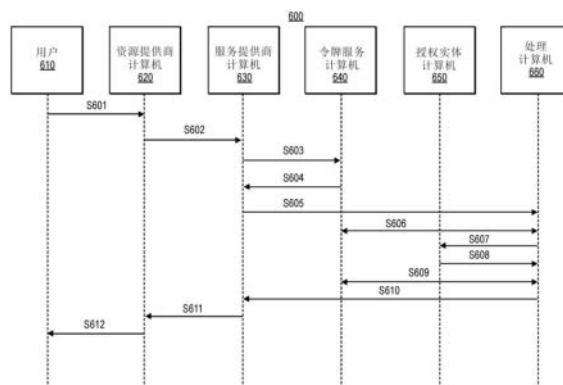 600
用户
610
资源提供商
计算机
620
服务提供商
计算机
630
令牌服务
计算机
640
授权实体
计算机
650
处理
计算机
660
S601
S602
S603
S604
S605
S606
S607
S608
S609
S610
S611
S612